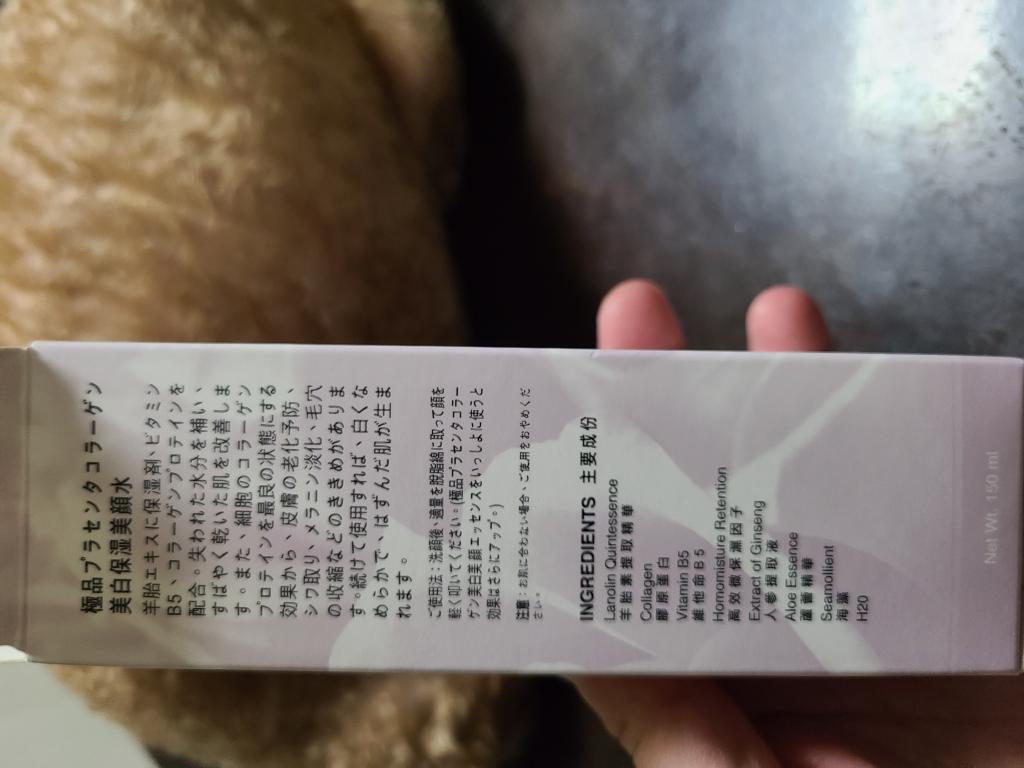 極品プラセンタコラーゲン
美白保湿美顔水
羊胎エキスに保湿剤、ビタミン
B5、コラーゲンプロテインを
配合。失われた水分を補い、
すばやく乾いた肌を改善しま
す。また、細胞のコラーゲン
プロティンを最良の状態にする
効果から、皮膚の老化予防、
シワ取り、メラニン淡化、毛穴
の収縮などのききめがありま
す。続けて使用すれば、白くな
めらかで、はずんだ肌が生ま
れます。
ご使用法：洗顔後、適量を脱脂綿に取って顔を
軽く叩いてください。(極品プラセンタコラー
ゲン美白美顔エッセンスをいっしよに使うと
効果はさらにアップ。)
注意：お肌に合わない場合、ご使用をおやめくだ
さい。
INGREDIENTS 主要成份
Lanolin Quintessence
羊胎素提取精華
Collagen
膠原蛋白
Vitamin B5
維他命B5
Homomisture Retention
高效微保濕因子
Extract of Ginseng
人參提取液
Aloe Essence
蘆薈精華
Seamollient
海藻
H20
Net Wt. 150 ml